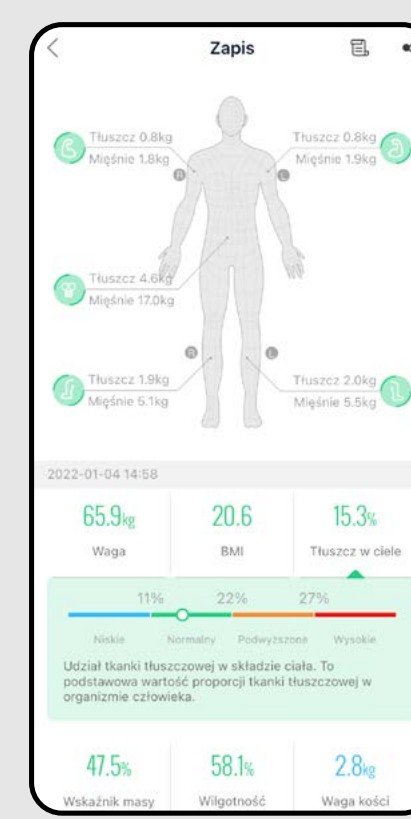 Zapis
Tłuszcz 0.8kg
Mięśnie 1.8kg
Tłuszcz 0.8kg
Mięśnie 1.9kg
R
L
Tłuszcz 4.6kg
Mięśnie 17.0kg
R
L
Tłuszcz 1.9kg
Mięśnie 5.1kg
Tłuszcz 2.0kg
Mięśnie 5.5kg
2022-01-04 14:58
65.9kg 20.6 15.3%
Waga BMI Tłuszcz w ciele
11% 22% 27%
Niskie Normalny Podwyższone Wysokie
Udział tkanki tłuszczowej w składzie ciała. To
podstawowa wartość proporcji tkanki tłuszczowej w
organizmie człowieka.
47.5% 58.1% 2.8kg
Wskaźnik masy Wilgotność Waga kości